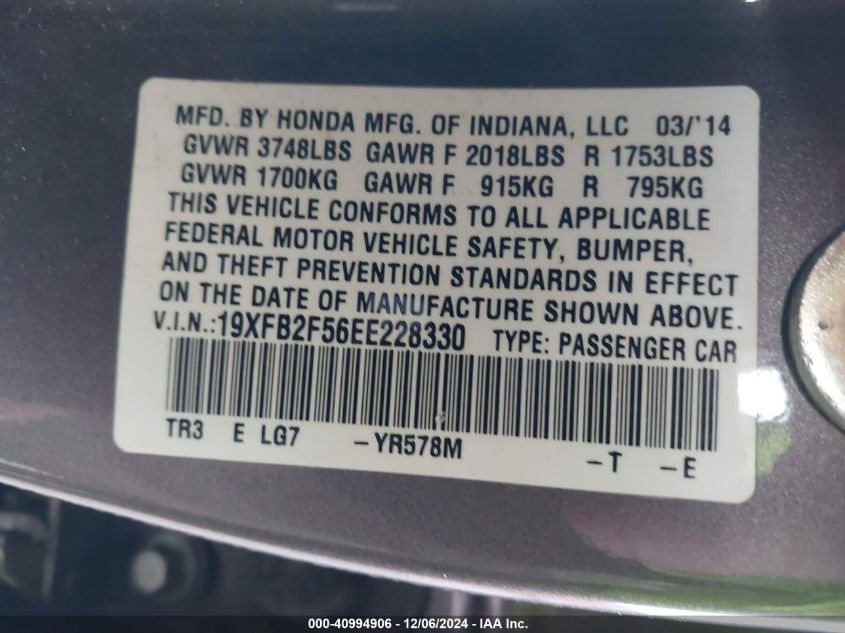 MFD. BY HONDA MFG. OF INDIANA, LLC 03/'14
GVWR 3748LBS GAWR F 2018LBS R 1753LBS
GVWR 1700KG GAWR F 915KG R 795KG
THIS VEHICLE CONFORMS TO ALL APPLICABLE
FEDERAL MOTOR VEHICLE SAFETY, BUMPER,
AND THEFT PREVENTION STANDARDS IN EFFECT
ON THE DATE OF MANUFACTURE SHOWN ABOVE.
V.I.N.:19XFB2F56EE228330 TYPE: PASSENGER CAR
TR3 E LG7 -YR578M -T -E
000-40994906 - 12/06/2024 - IAA Inc.